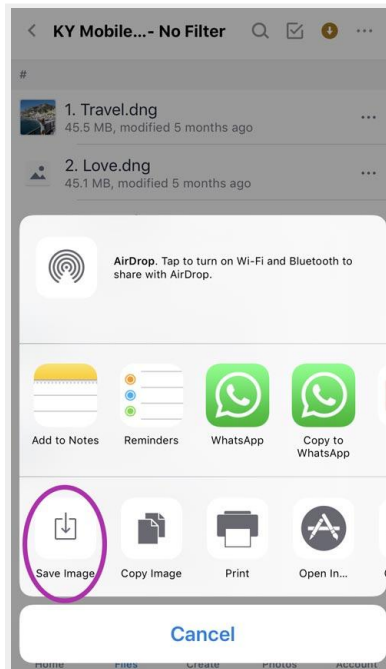 KY Mobile...- No Filter
#
1. Travel.dng
45.5 MB, modified 5 months ago
2. Love.dng
45.1 MB, modified 5 months ago
AirDrop. Tap to turn on Wi-Fi and Bluetooth to
share with AirDrop.
Add to Notes
Reminders
WhatsApp
Copy to
WhatsApp
Save Image
Copy Image
Print
Open In...
Cancel
Home
Files
Create
Photos
Account